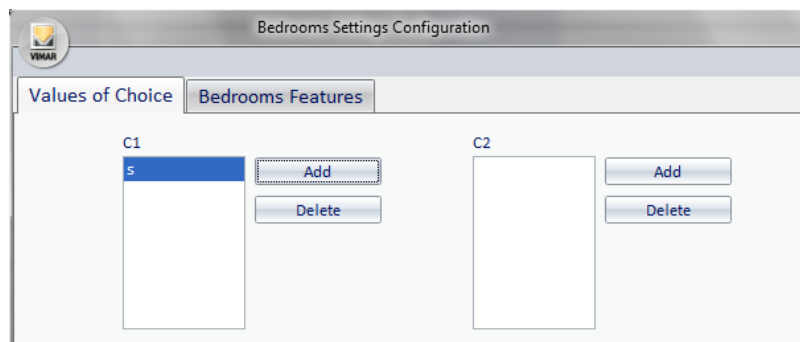 Bedrooms Settings Configuration
VIMAR
Values of Choice Bedrooms Features
C1 C2
s Add Add
Delete Delete